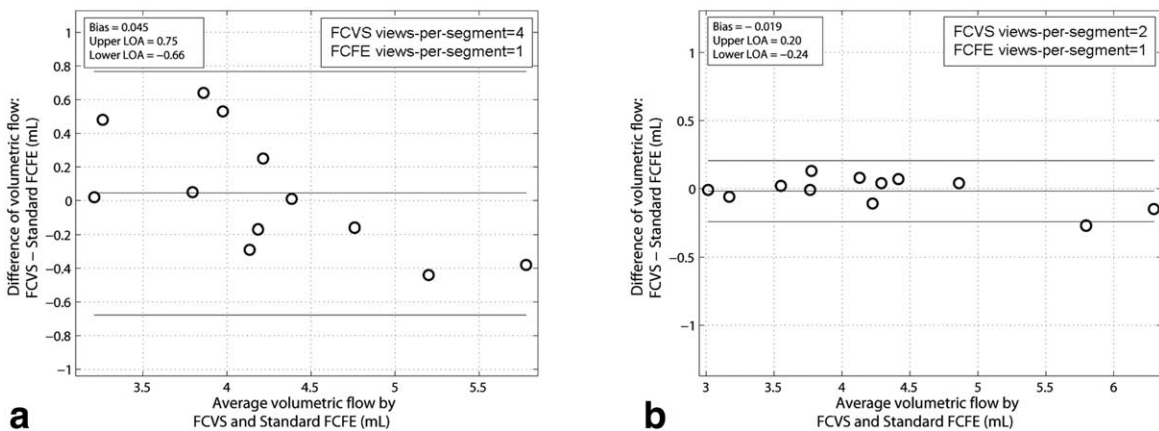 Bias = 0.045
Upper LOA = 0.75
Lower LOA = −0.66
FCVS views-per-segment=4
FCFE views-per-segment=1
1
0.8
0.6
0.4
0.2
0
−0.2
−0.4
−0.6
−0.8
−1
Difference of volumetric flow:
FCVS − Standard FCFE (mL)
3.5
4
4.5
5
5.5
Average volumetric flow by
FCVS and Standard FCFE (mL)
a
Bias = − 0.019
Upper LOA = 0.20
Lower LOA = −0.24
FCVS views-per-segment=2
FCFE views-per-segment=1
1
0.5
0
−0.5
−1
Difference of volumetric flow:
FCVS − Standard FCFE (mL)
3
3.5
4
4.5
5
5.5
6
Average volumetric flow by
FCVS and Standard FCFE (mL)
b